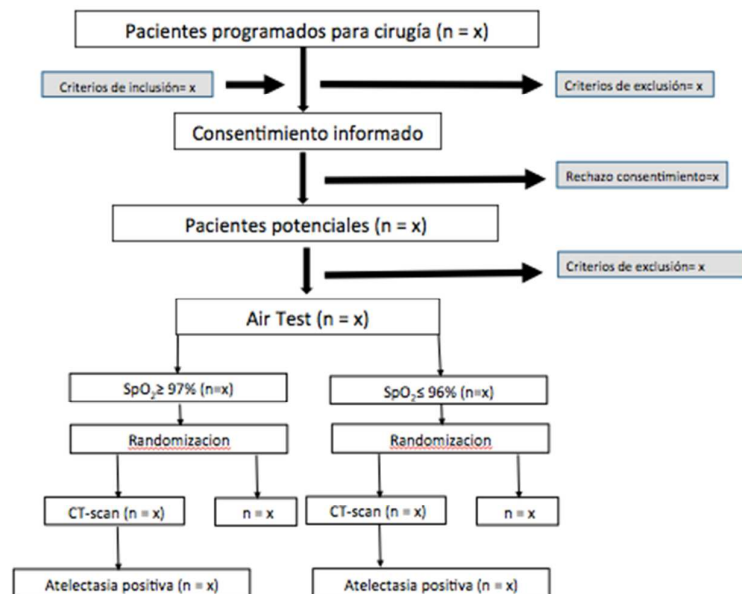 Pacientes programados para cirugía (n = x)
Criterios de inclusión= x
Criterios de exclusión= x
Consentimiento informado
Rechazo consentimiento=x
Pacientes potenciales (n = x)
Criterios de exclusión= x
Air Test (n = x)
SpO₂≥ 97% (n=x)
SpO₂≤ 96% (n=x)
Randomizacion
Randomizacion
CT-scan (n = x)
n = x
CT-scan (n = x)
n = x
Atelectasia positiva (n = x)
Atelectasia positiva (n = x)